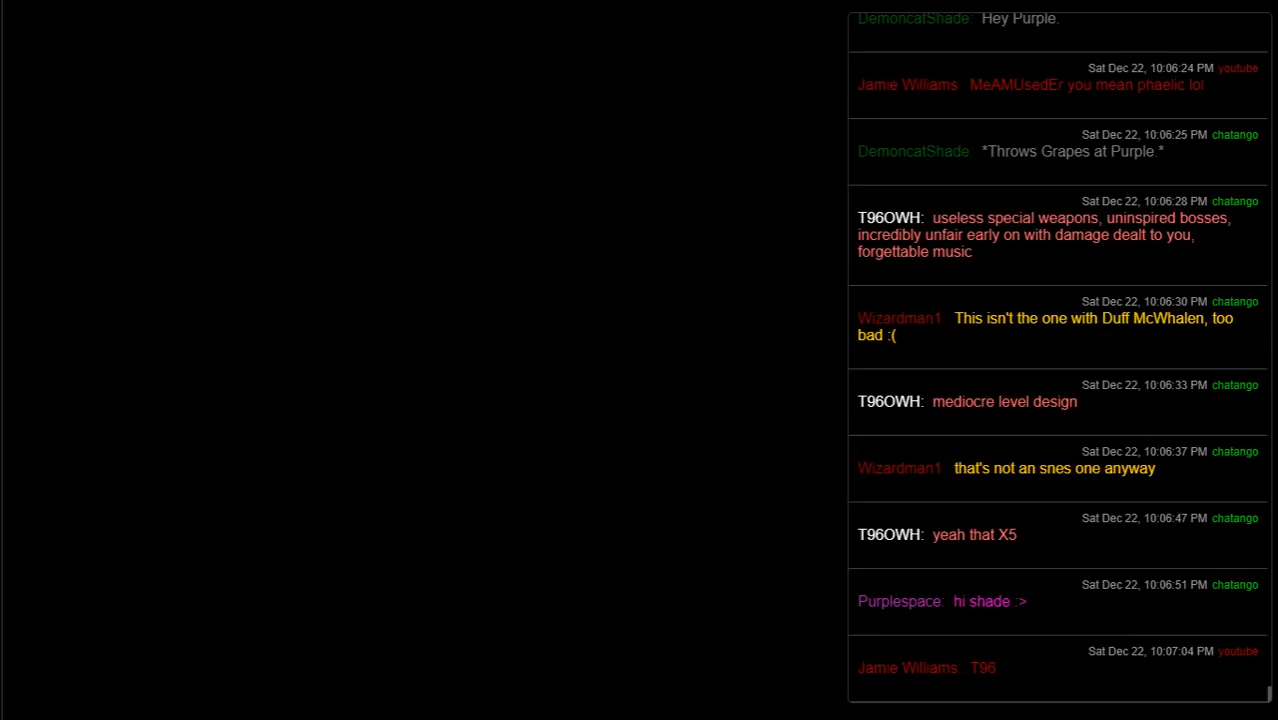 DemoncatShade: Hey Purple.
Sat Dec 22, 10:06:24 PM youtube
Jamie Williams: MeAMUsedEr you mean phaelic lol
Sat Dec 22, 10:06:25 PM chatango
DemoncatShade: *Throws Grapes at Purple.*
Sat Dec 22, 10:06:28 PM chatango
T96OWH: useless special weapons, uninspired bosses,
incredibly unfair early on with damage dealt to you,
forgettable music
Sat Dec 22, 10:06:30 PM chatango
Wizardman1: This isn't the one with Duff McWhalen, too
bad :(
Sat Dec 22, 10:06:33 PM chatango
T96OWH: mediocre level design
Sat Dec 22, 10:06:37 PM chatango
Wizardman1: that's not an snes one anyway
Sat Dec 22, 10:06:47 PM chatango
T96OWH: yeah that X5
Sat Dec 22, 10:06:51 PM chatango
Purplespace: hi shade :>
Sat Dec 22, 10:07:04 PM youtube
Jamie Williams: T96